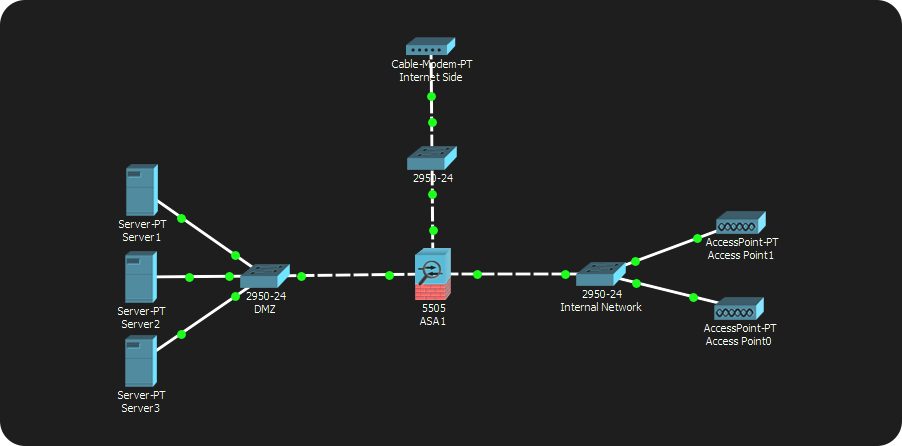 Cable-Modem-PT
Internet Side
2950-24
Server-PT
Server1
Server-PT
Server2
Server-PT
Server3
2950-24
DMZ
5505
ASA1
2950-24
Internal Network
AccessPoint-PT
Access Point1
AccessPoint-PT
Access Point0